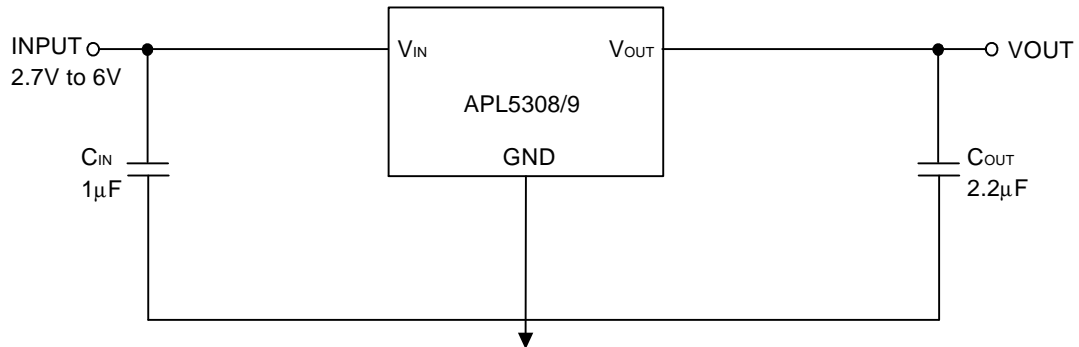 INPUT
2.7V to 6V
VIN
VOUT
VOUT
APL5308/9
GND
CIN
1µF
COUT
2.2µF